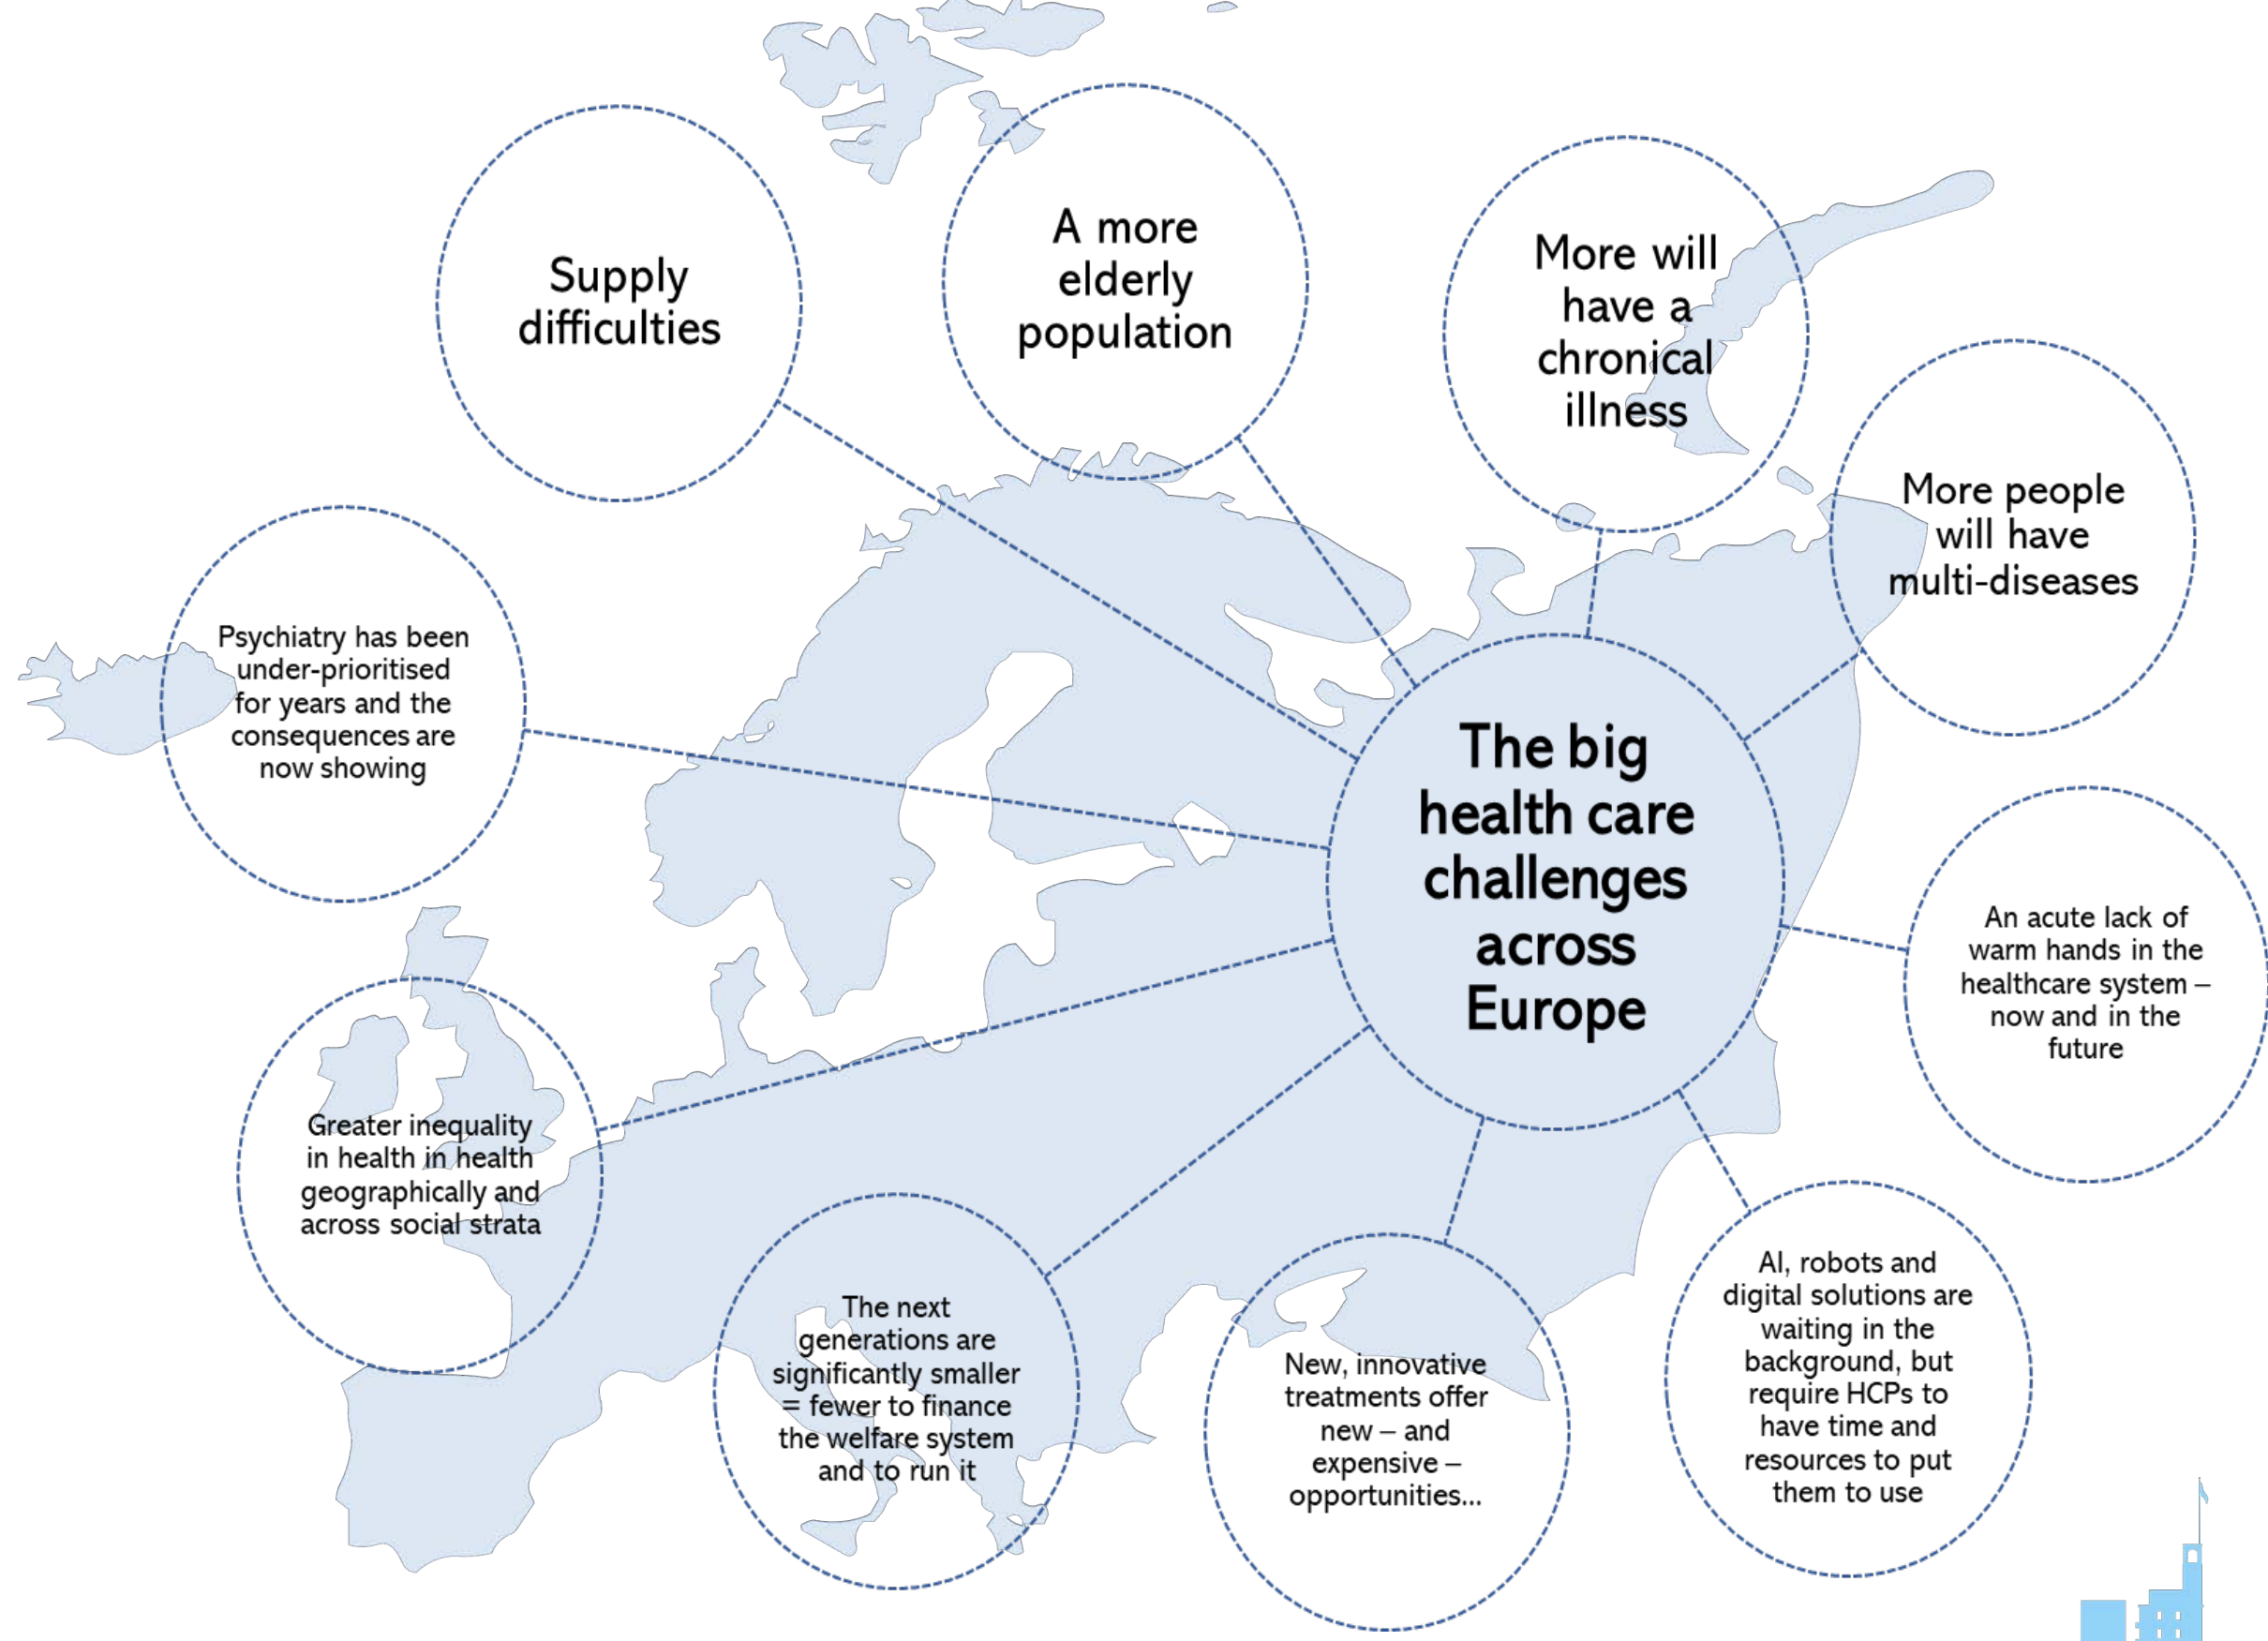 Supply
difficulties
A more
elderly
population
More will
have a
chronical
illness
More people
will have
multi-diseases
Psychiatry has been
under-prioritised
for years and the
consequences are
now showing
The big
health care
challenges
across
Europe
An acute lack of
warm hands in the
healthcare system –
now and in the
future
Greater inequality
in health in health
geographically and
across social strata
The next
generations are
significantly smaller
= fewer to finance
the welfare system
and to run it
New, innovative
treatments offer
new – and
expensive –
opportunities...
AI, robots and
digital solutions are
waiting in the
background, but
require HCPs to
have time and
resources to put
them to use